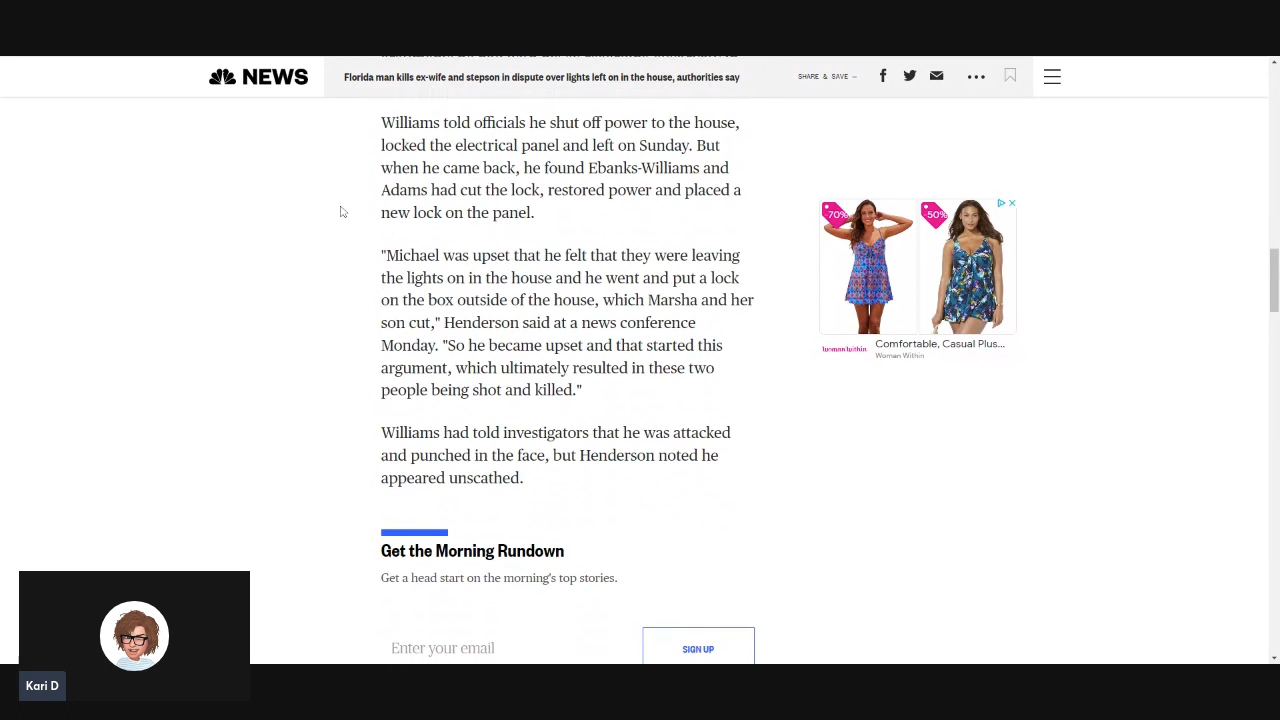 NEWS
Florida man kills ex-wife and stepson in dispute over lights left on in the house, authorities say
SHARE & SAVE —
Williams told officials he shut off power to the house,
locked the electrical panel and left on Sunday. But
when he came back, he found Ebanks-Williams and
Adams had cut the lock, restored power and placed a
new lock on the panel.
"Michael was upset that he felt that they were leaving
the lights on in the house and he went and put a lock
on the box outside of the house, which Marsha and her
son cut," Henderson said at a news conference
Monday. "So he became upset and that started this
argument, which ultimately resulted in these two
people being shot and killed."
Williams had told investigators that he was attacked
and punched in the face, but Henderson noted he
appeared unscathed.
-70%
-50%
woman within
Comfortable, Casual Plus...
Woman Within
Get the Morning Rundown
Get a head start on the morning's top stories.
Enter your email
SIGN UP
Kari D